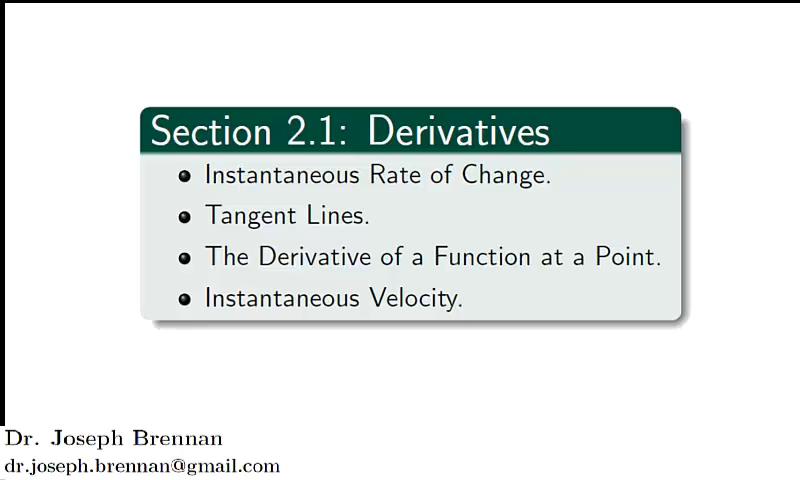 Section 2.1: Derivatives
Instantaneous Rate of Change.
Tangent Lines.
The Derivative of a Function at a Point.
Instantaneous Velocity.
Dr. Joseph Brennan
dr.joseph.brennan@gmail.com